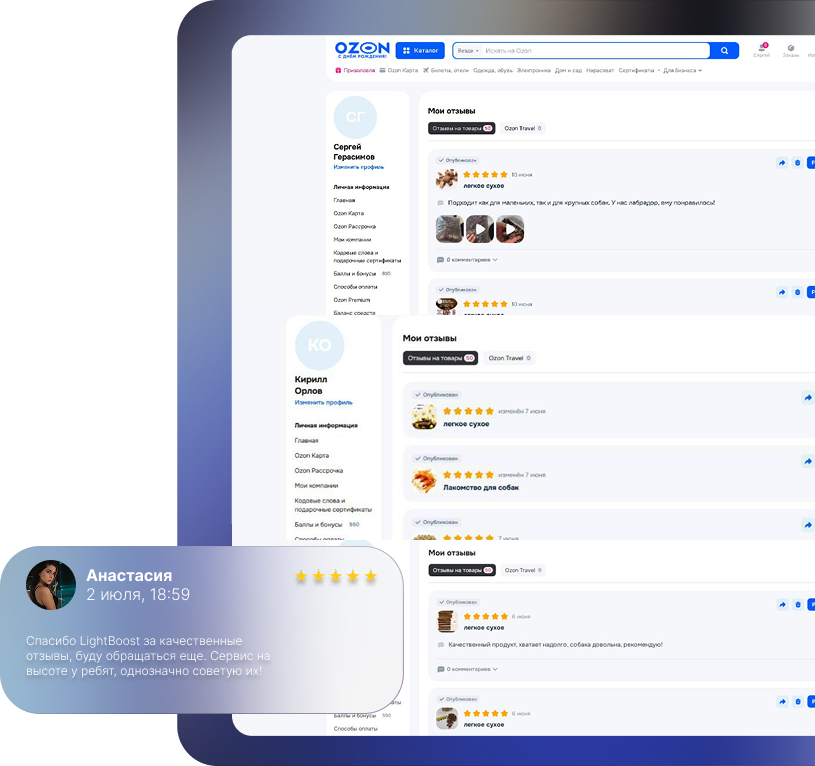 OZON
С ДНЁМ РОЖДЕНИЯ!
Каталог
Везде
Искать на Ozon
Сергей
Заказы
Призолови
Ozon Карта
Билеты, отели
Одежда, обувь
Электроника
Дом и сад
Нарасхват
Сертификаты
Для бизнеса
СГ
Сергей
Герасимов
Изменить профиль
Личная информация
Главная
Ozon Карта
Ozon Рассрочка
Мои компании
Кодовые слова и
подарочные сертификаты
Баллы и бонусы 550
Способы оплаты
Ozon Premium
Баланс средств
Мои отзывы
Отзывы на товары 50
Ozon Travel 0
Опубликован
10 июня
легкое сухое
Подходит как для маленьких, так и для крупных собак. У нас лабрадор, ему понравилось!
0 комментариев
Опубликован
10 июня
КО
Кирилл
Орлов
Изменить профиль
Личная информация
Главная
Ozon Карта
Ozon Рассрочка
Мои компании
Кодовые слова и
подарочные сертификаты
Баллы и бонусы 550
Способы оплаты
Мои отзывы
Отзывы на товары 50
Ozon Travel 0
Опубликован
изменён 7 июня
легкое сухое
Опубликован
изменён 7 июня
Лакомство для собак
Опубликован
7 июня
Мои отзывы
Отзывы на товары 50
Ozon Travel 0
Опубликован
6 июня
легкое сухое
Качественный продукт, хватает надолго, собака довольна, рекомендую!
0 комментариев
Опубликован
6 июня
легкое сухое
Баллы и бонусы 550
Способы оплаты
Анастасия
2 июля, 18:59
Спасибо LightBoost за качественные
отзывы, буду обращаться еще. Сервис на
высоте у ребят, однозначно советую их!